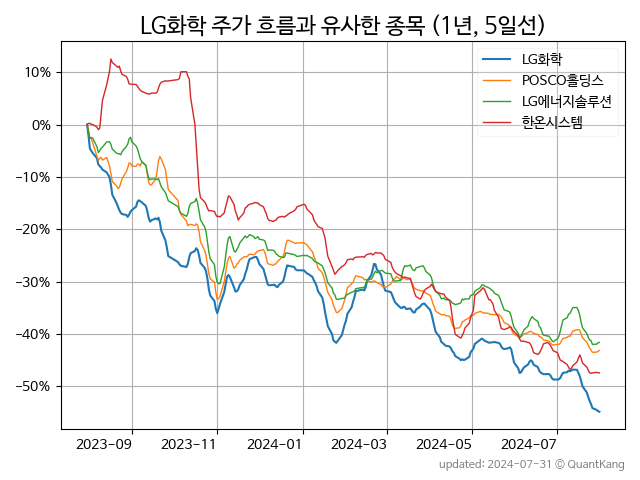 LG화학 주가 흐름과 유사한 종목 (1년, 5일선)
LG화학
POSCO홀딩스
LG에너지솔루션
한온시스템
10%
0%
−10%
−20%
−30%
−40%
−50%
2023-09 2023-11 2024-01 2024-03 2024-05 2024-07
updated: 2024-07-31 © QuantKang